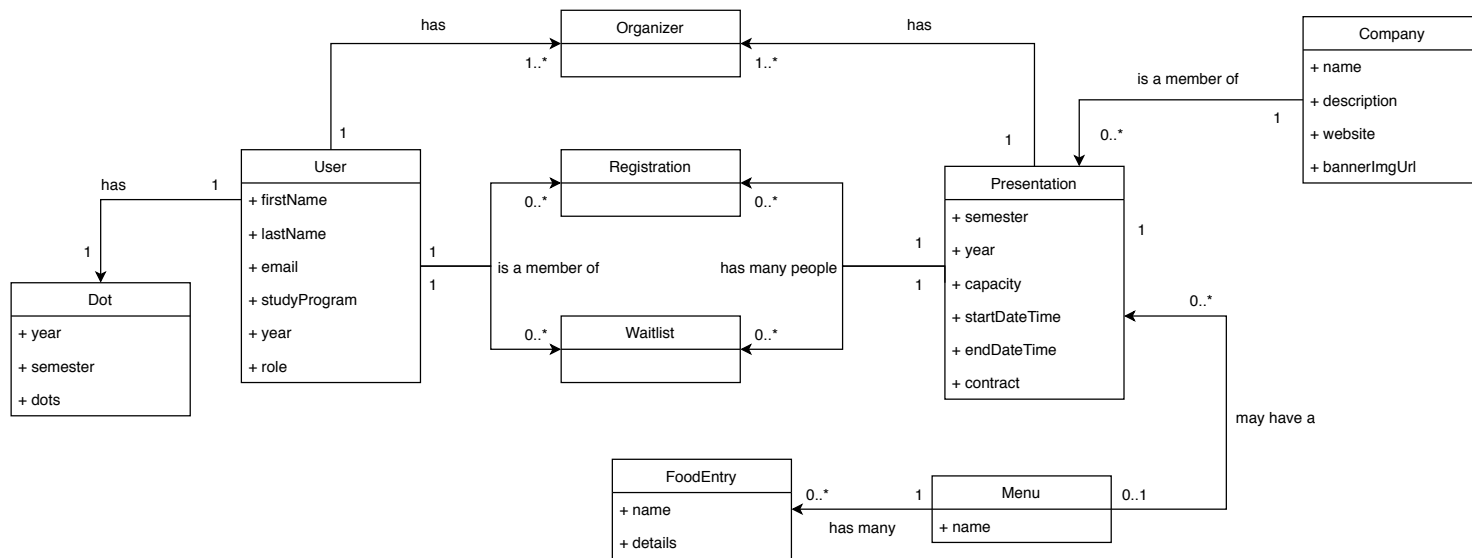 has
Organizer
has
1..*
1..*
Company
+ name
+ description
+ website
+ bannerImgUrl
is a member of
1
0..*
1
1
User
+ firstName
+ lastName
+ email
+ studyProgram
+ year
+ role
has
1
1
Dot
+ year
+ semester
+ dots
Registration
0..*
0..*
1
1
is a member of
has many people
1
1
0..*
Waitlist
0..*
Presentation
+ semester
+ year
+ capacity
+ startDateTime
+ endDateTime
+ contract
1
0..*
may have a
FoodEntry
+ name
+ details
0..*
has many
1
Menu
+ name
0..1